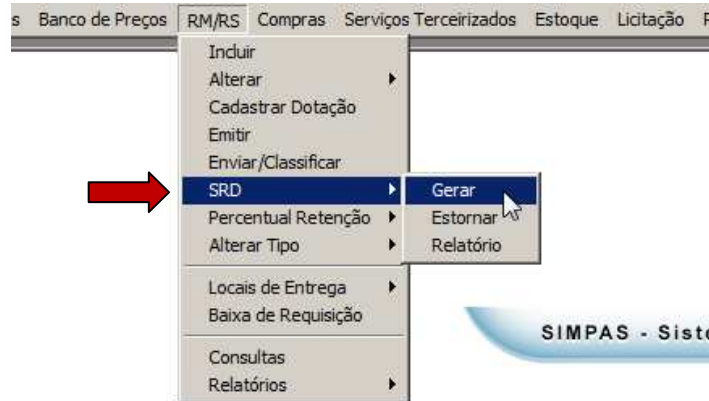 s Banco de Preços RM/RS Compras Serviços Terceirizados Estoque Licitação
Incluir
Alterar
Cadastrar Dotação
Emitir
Enviar/Classificar
SRD
Gerar
Percentual Retenção
Estornar
Alterar Tipo
Relatório
Locais de Entrega
Baixa de Requisição
SIMPAS - Siste
Consultas
Relatórios